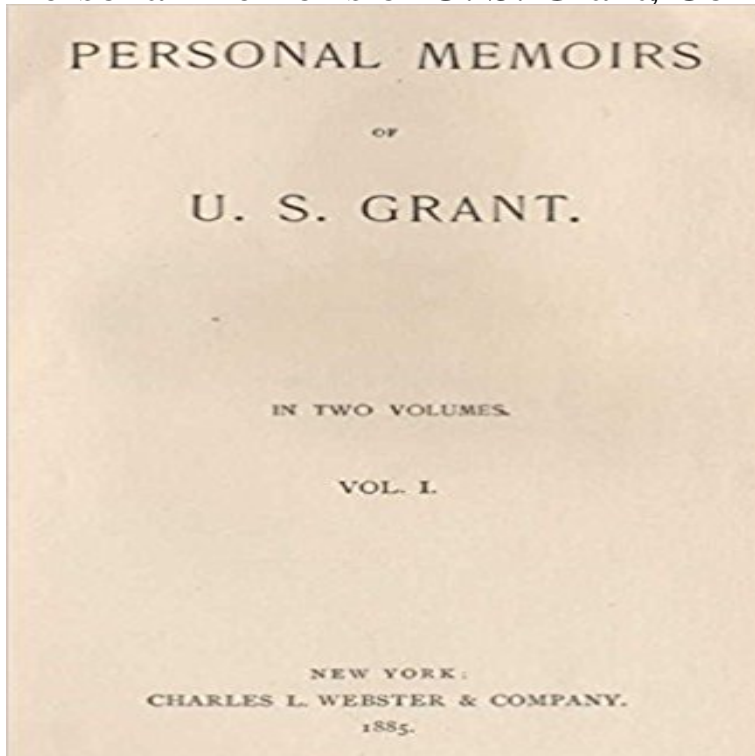 PERSONAL MEMOIRS
OF
U. S. GRANT.
IN TWO VOLUMES.
VOL. I.
NEW YORK:
CHARLES L. WEBSTER & COMPANY.
1885.